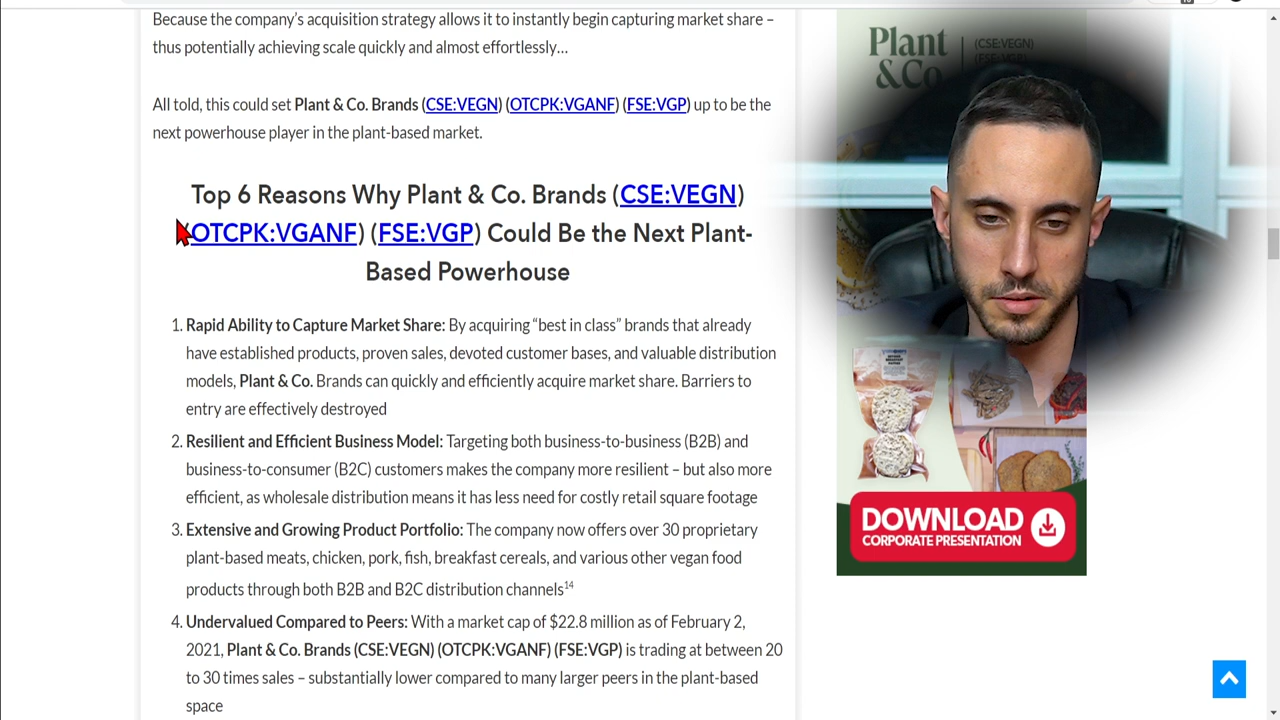 Because the company's acquisition strategy allows it to instantly begin capturing market share –
thus potentially achieving scale quickly and almost effortlessly…
All told, this could set Plant & Co. Brands (CSE:VEGN) (OTCPK:VGANF) (FSE:VGP) up to be the
next powerhouse player in the plant-based market.
Top 6 Reasons Why Plant & Co. Brands (CSE:VEGN)
OTCPK:VGANF) (FSE:VGP) Could Be the Next Plant-
Based Powerhouse
1. Rapid Ability to Capture Market Share: By acquiring “best in class” brands that already
have established products, proven sales, devoted customer bases, and valuable distribution
models, Plant & Co. Brands can quickly and efficiently acquire market share. Barriers to
entry are effectively destroyed
2. Resilient and Efficient Business Model: Targeting both business-to-business (B2B) and
business-to-consumer (B2C) customers makes the company more resilient – but also more
efficient, as wholesale distribution means it has less need for costly retail square footage
3. Extensive and Growing Product Portfolio: The company now offers over 30 proprietary
plant-based meats, chicken, pork, fish, breakfast cereals, and various other vegan food
products through both B2B and B2C distribution channels14
4. Undervalued Compared to Peers: With a market cap of $22.8 million as of February 2,
2021, Plant & Co. Brands (CSE:VEGN) (OTCPK:VGANF) (FSE:VGP) is trading at between 20
to 30 times sales – substantially lower compared to many larger peers in the plant-based
space
Plant
&Co
(CSE:VEGN)
(FSE:VGP)
DOWNLOAD
CORPORATE PRESENTATION